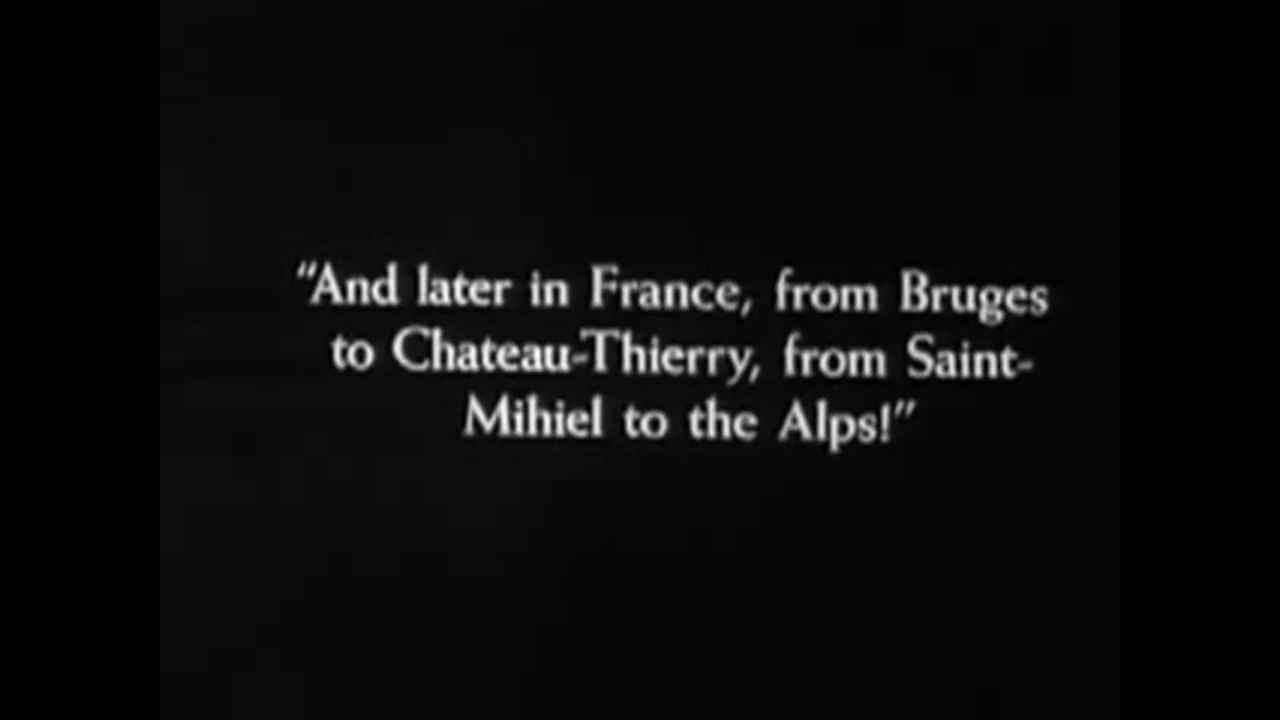 “And later in France, from Bruges
to Chateau-Thierry, from Saint-
Mihiel to the Alps!”